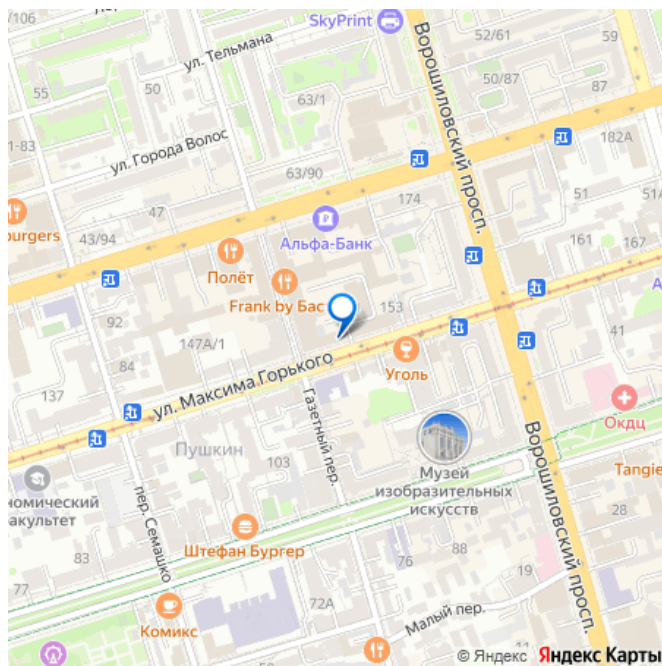 SkyPrint
ул. Тельмана
52/61
59
55
50
63/1
50/87
87
Ворошиловский просп.
1-83
ул. Города Волос
182А
63/90
174
51
47
burgers
43/94
Альфа-Банк
161
167
Полёт
Frank by Бас
153
92
147А/1
41
84
137
ул. Максима Горького
Уголь
Окдц
Пушкин
Газетный пер.
103
Музей
изобразительных
искусств
номический
акультет
пер. Семашко
Ворошиловский просп.
Tangie
28
Штефан Бургер
83
88
76
19
77
72А
Малый пер.
Комикс
© Яндекс Яндекс Карты